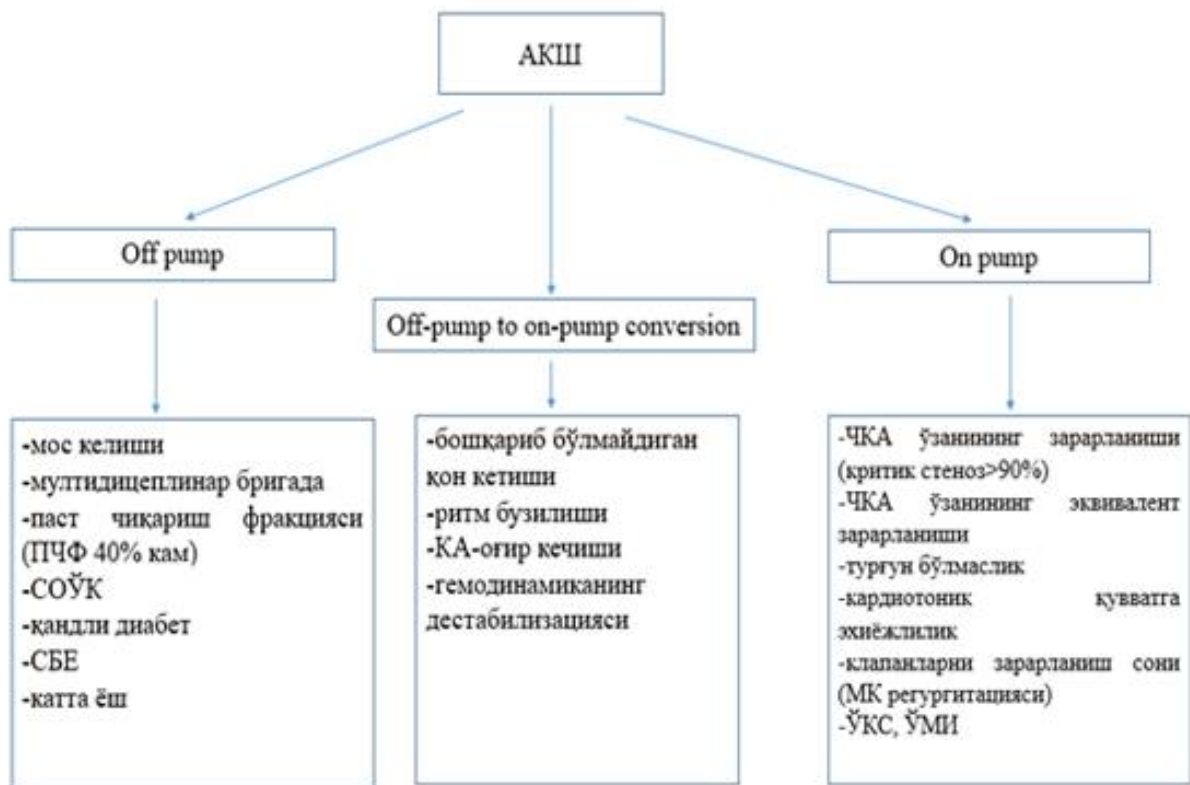 АКШ
Off pump
Off-pump to on-pump conversion
On pump
-мос келиши
-мултидицеплинар бригада
-паст чиқариш фракцияси
(ПЧФ 40% кам)
-СОЎК
-қандли диабет
-СБЕ
-катта ёш
-бошқариб бўлмайдиган
қон кетиши
-ритм бузилиши
-КА-оғир кечиши
-гемодинамиканинг
дестабилизацияси
-ЧКА ўзанининг зарарланиши
(критик стеноз>90%)
-ЧКА ўзанининг эквивалент
зарарланиши
-турғун бўлмаслик
-кардиотоник қувватга
эхиёжлилик
-клапанларни зарарланиш сони
(МК регургитацияси)
-ЎКС, ЎМИ